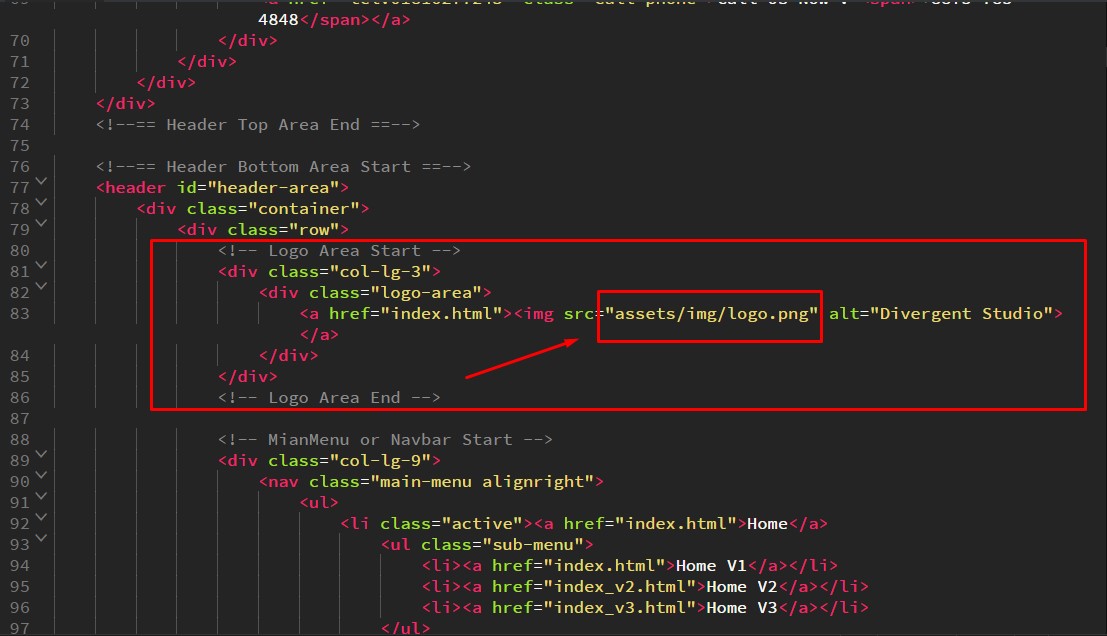 4848</span></a>
70 </div>
71 </div>
72 </div>
73 </div>
74 <!--== Header Top Area End ==-->
75
76 <!--== Header Bottom Area Start ==-->
77 <header id="header-area">
78 <div class="container">
79 <div class="row">
80 <!-- Logo Area Start -->
81 <div class="col-lg-3">
82 <div class="logo-area">
83 <a href="index.html"><img src="assets/img/logo.png" alt="Divergent Studio">
</a>
84 </div>
85 </div>
86 <!-- Logo Area End -->
87
88 <!-- MianMenu or Navbar Start -->
89 <div class="col-lg-9">
90 <nav class="main-menu alignright">
91 <ul>
92 <li class="active"><a href="index.html">Home</a>
93 <ul class="sub-menu">
94 <li><a href="index.html">Home V1</a></li>
95 <li><a href="index_v2.html">Home V2</a></li>
96 <li><a href="index_v3.html">Home V3</a></li>
97 </ul>